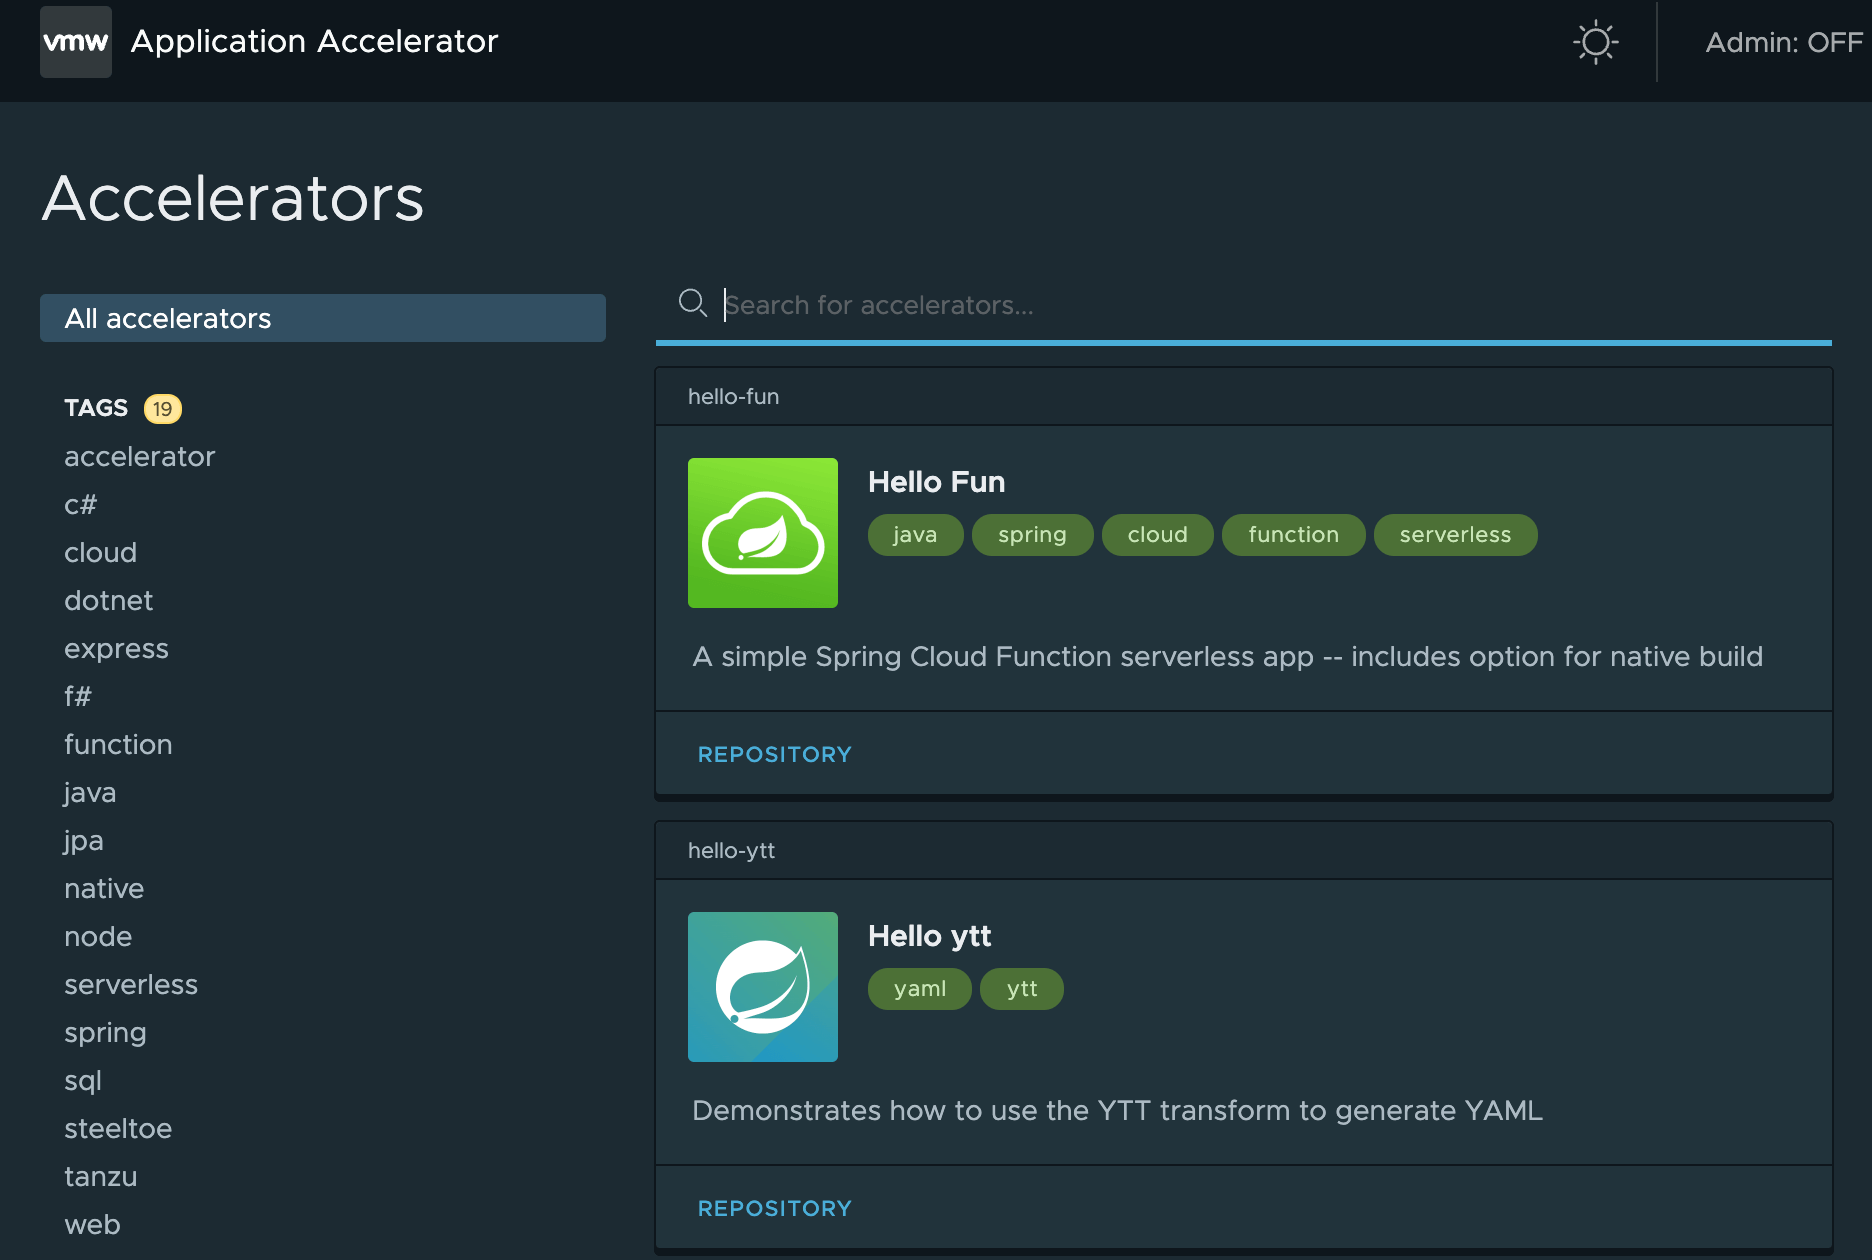 vmw Application Accelerator
Admin: OFF
Accelerators
All accelerators
TAGS 19
accelerator
c#
cloud
dotnet
express
f#
function
java
jpa
native
node
serverless
spring
sql
steeltoe
tanzu
web
Search for accelerators...
hello-fun
Hello Fun
java spring cloud function serverless
A simple Spring Cloud Function serverless app -- includes option for native build
REPOSITORY
hello-ytt
Hello ytt
yaml ytt
Demonstrates how to use the YTT transform to generate YAML
REPOSITORY